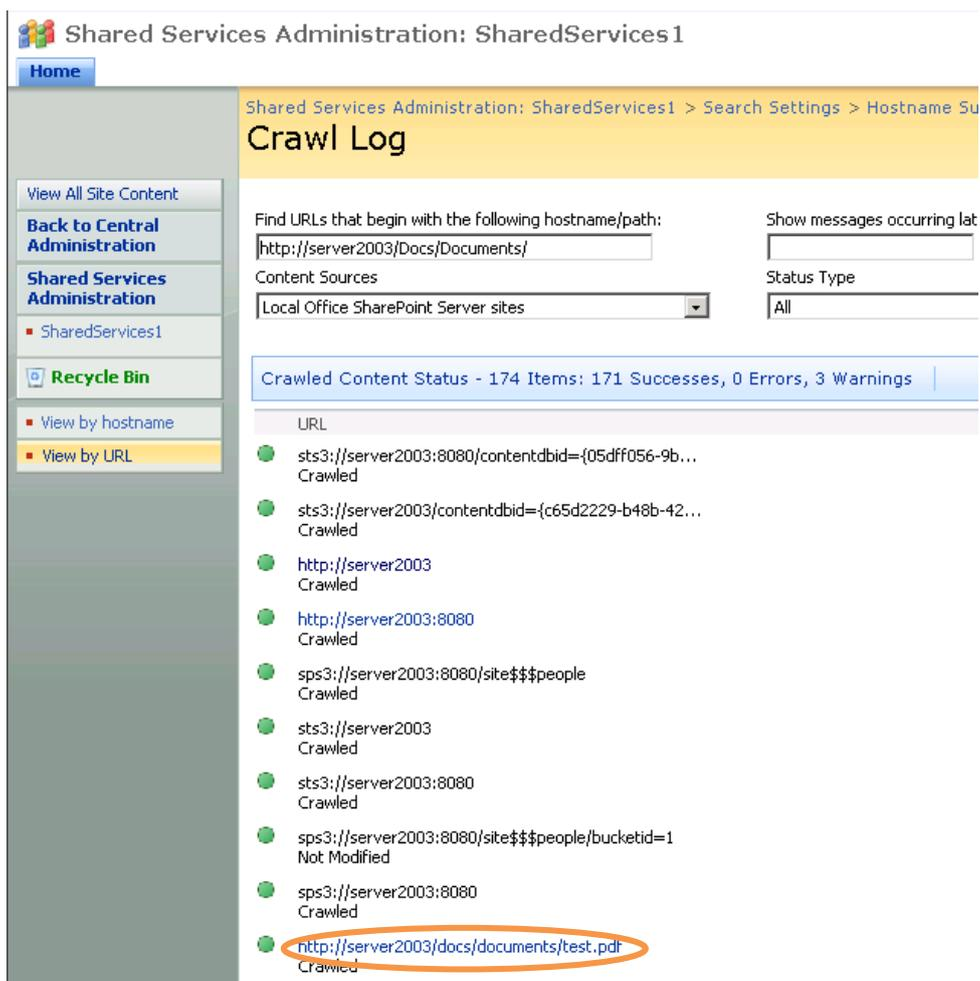 Shared Services Administration: SharedServices1
Home
Shared Services Administration: SharedServices1 > Search Settings > Hostname Su
Crawl Log
View All Site Content
Back to Central
Administration
Shared Services
Administration
SharedServices1
Recycle Bin
View by hostname
View by URL
Find URLs that begin with the following hostname/path:
http://server2003/Docs/Documents/
Show messages occurring lat
Content Sources
Local Office SharePoint Server sites
Status Type
All
Crawled Content Status - 174 Items: 171 Successes, 0 Errors, 3 Warnings
URL
sts3://server2003:8080/contentdbid={05dff056-9b...
Crawled
sts3://server2003/contentdbid={c65d2229-b48b-42...
Crawled
http://server2003
Crawled
http://server2003:8080
Crawled
sps3://server2003:8080/site$$$people
Crawled
sts3://server2003
Crawled
sts3://server2003:8080
Crawled
sps3://server2003:8080/site$$$people/bucketid=1
Not Modified
sps3://server2003:8080
Crawled
http://server2003/docs/documents/test.pdf
Crawled